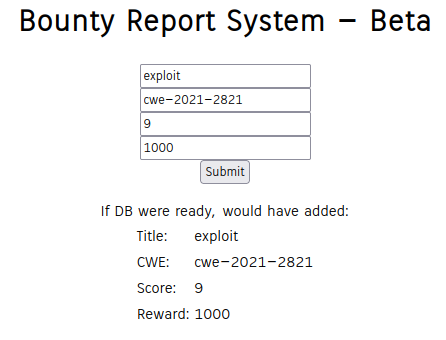 Bounty Report System – Beta
exploit
cwe-2021-2821
9
1000
Submit
If DB were ready, would have added:
Title: exploit
CWE: cwe-2021-2821
Score: 9
Reward: 1000